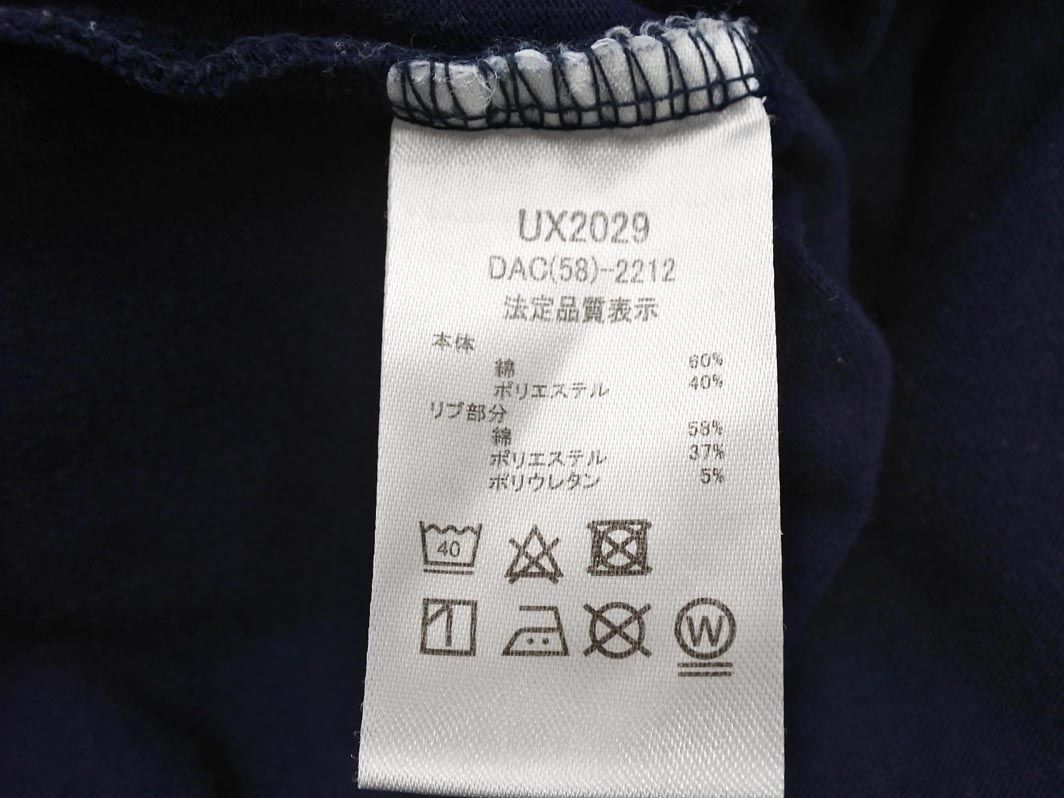 UX2029
DAC(58)-2212
法定品質表示
本体
綿 60%
ポリエステル 40%
リブ部分
綿 58%
ポリエステル 37%
ポリウレタン 5%
40
W